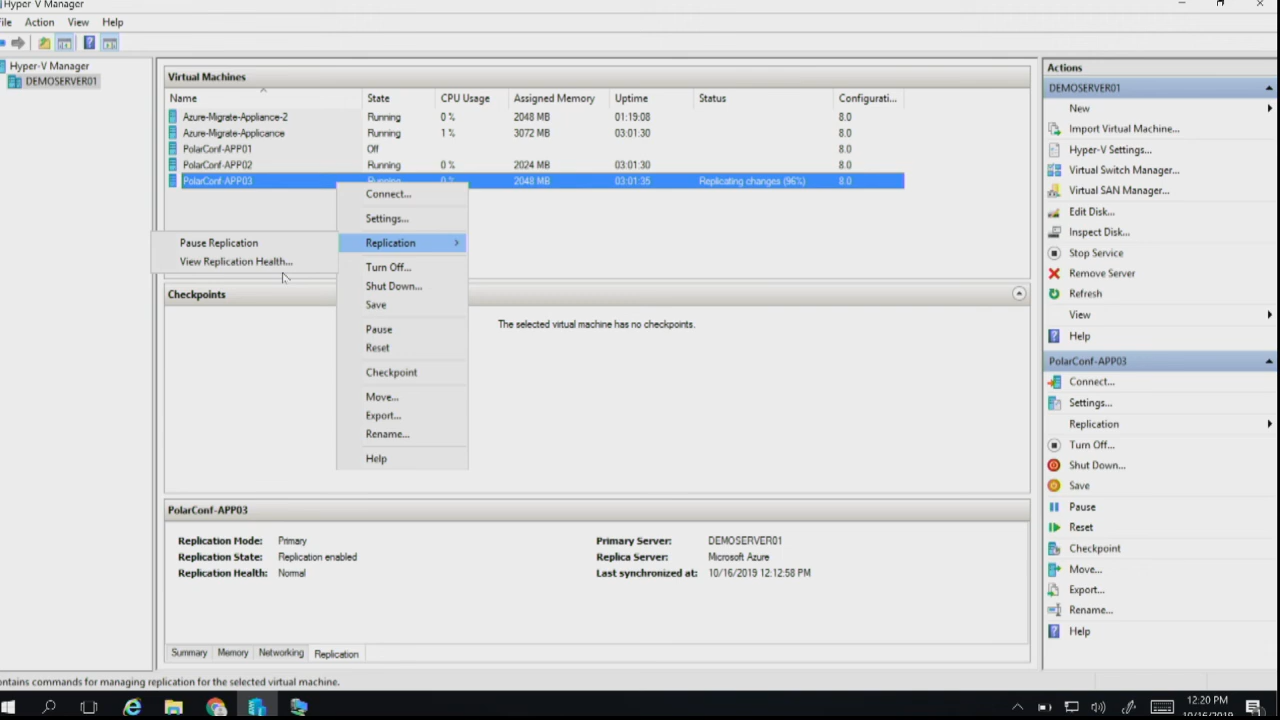 Hyper-V Manager
File Action View Help
Hyper-V Manager
DEMOSERVER01
Virtual Machines
Name State CPU Usage Assigned Memory Uptime Status Configurati...
Azure-Migrate-Appliance-2 Running 0 % 2048 MB 01:19:08 8.0
Azure-Migrate-Applicance Running 1 % 3072 MB 03:01:30 8.0
PolarConf-APP01 Off 8.0
PolarConf-APP02 Running 0 % 2024 MB 03:01:30 8.0
PolarConf-APP03 Running 0 % 2048 MB 03:01:35 Replicating changes (96%) 8.0
Connect...
Settings...
Replication
Turn Off...
Shut Down...
Save
Pause
Reset
Checkpoint
Move...
Export...
Rename...
Help
Pause Replication
View Replication Health...
Checkpoints
The selected virtual machine has no checkpoints.
PolarConf-APP03
Replication Mode: Primary
Replication State: Replication enabled
Replication Health: Normal
Primary Server: DEMOSERVER01
Replica Server: Microsoft Azure
Last synchronized at: 10/16/2019 12:12:58 PM
Summary Memory Networking Replication
Actions
DEMOSERVER01
New
Import Virtual Machine...
Hyper-V Settings...
Virtual Switch Manager...
Virtual SAN Manager...
Edit Disk...
Inspect Disk...
Stop Service
Remove Server
Refresh
View
Help
PolarConf-APP03
Connect...
Settings...
Replication
Turn Off...
Shut Down...
Save
Pause
Reset
Checkpoint
Move...
Export...
Rename...
Help
ontains commands for managing replication for the selected virtual machine.
12:20 PM
10/16/2019